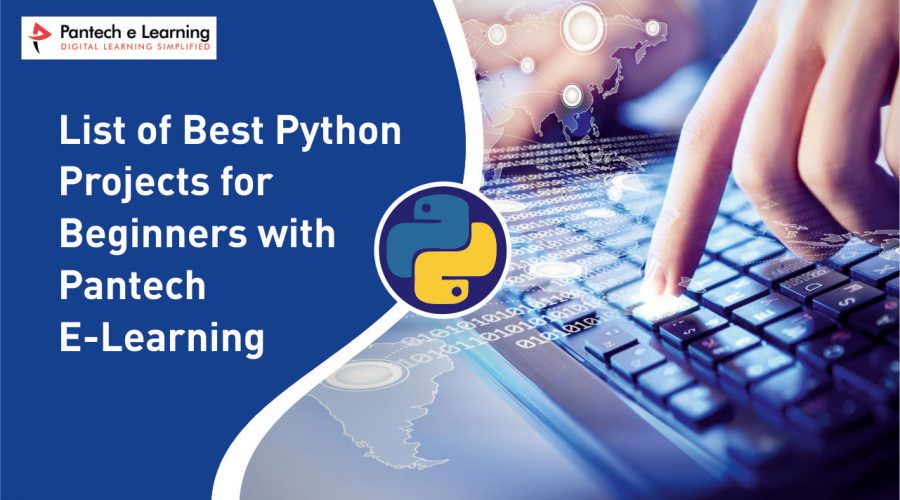 Pantech e Learning
DIGITAL LEARNING SIMPLIFIED
List of Best Python
Projects for
Beginners with
Pantech
E-Learning